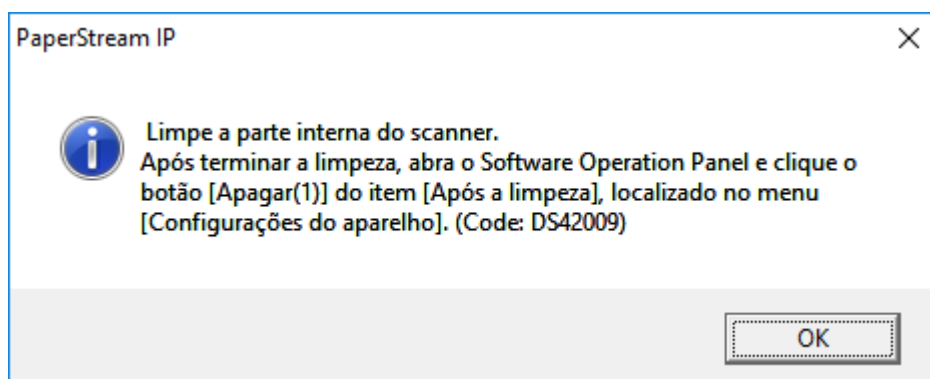 PaperStream IP
Limpe a parte interna do scanner.
Após terminar a limpeza, abra o Software Operation Panel e clique o
botão [Apagar(1)] do item [Após a limpeza], localizado no menu
[Configurações do aparelho]. (Code: DS42009)
OK